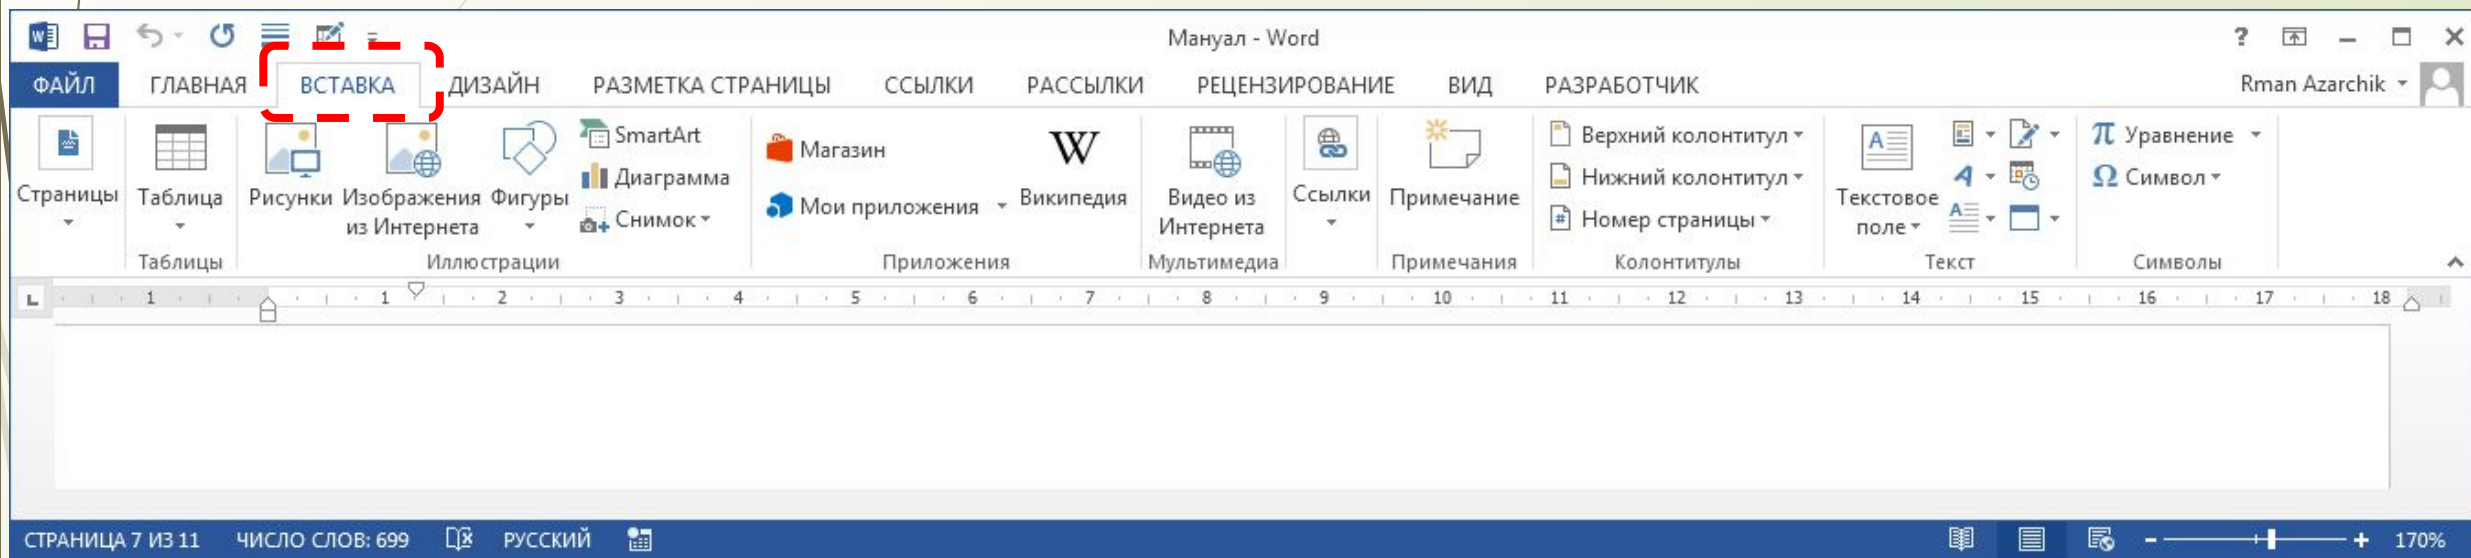 Мануал - Word
?
ФАЙЛ ГЛАВНАЯ ВСТАВКА ДИЗАЙН РАЗМЕТКА СТРАНИЦЫ ССЫЛКИ РАССЫЛКИ РЕЦЕНЗИРОВАНИЕ ВИД РАЗРАБОТЧИК Rman Azarchik
Страницы
Таблица
Таблицы
Рисунки
Изображения
из Интернета
Фигуры
SmartArt
Диаграмма
Снимок
Иллюстрации
Магазин
Мои приложения
W
Википедия
Приложения
Видео из
Интернета
Мультимедиа
Ссылки
Примечание
Примечания
Верхний колонтитул
Нижний колонтитул
# Номер страницы
Колонтитулы
A
Текстовое
поле
A
A
Текст
π Уравнение
Ω Символ
Символы
L 1 1 2 3 4 5 6 7 8 9 10 11 12 13 14 15 16 17 18
СТРАНИЦА 7 ИЗ 11 ЧИСЛО СЛОВ: 699 РУССКИЙ - + 170%